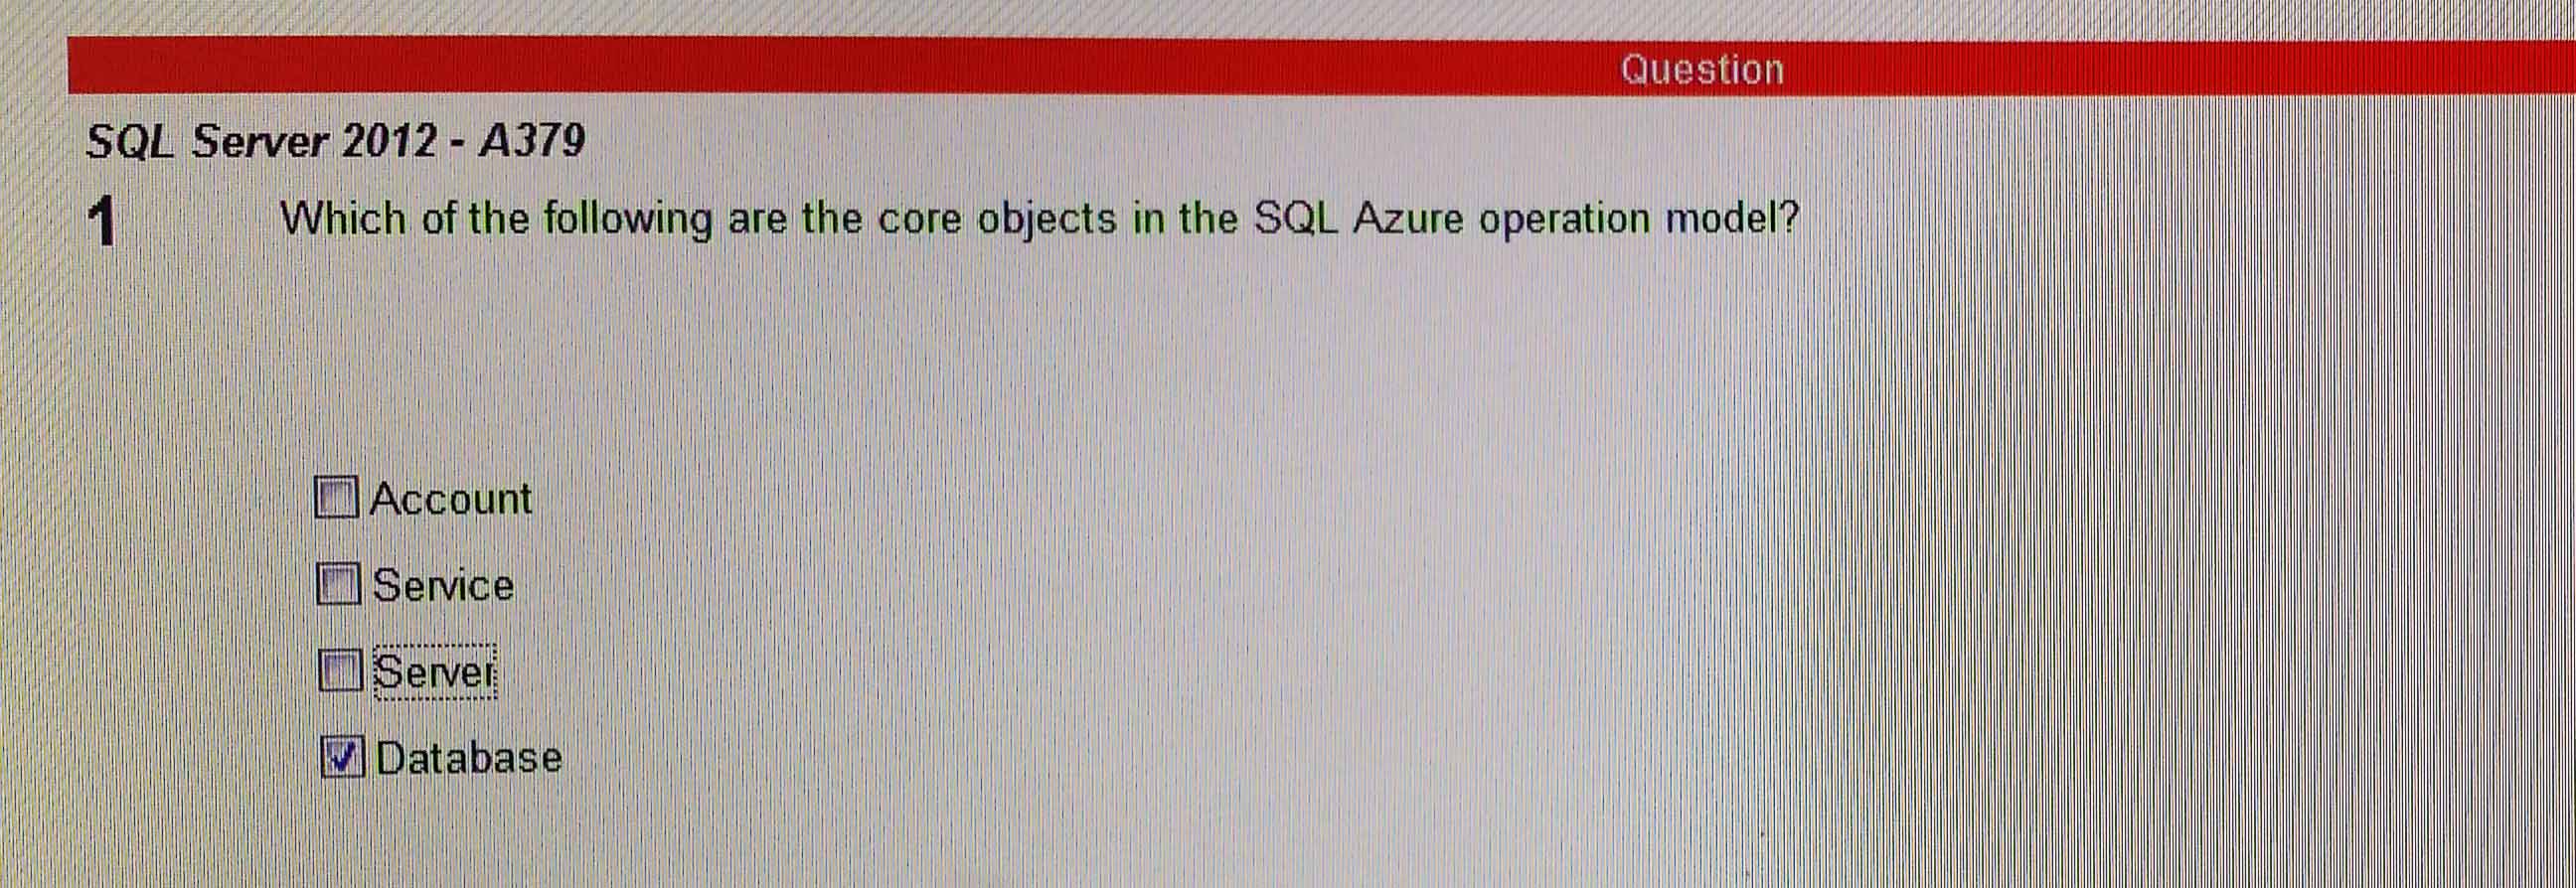 Question
SQL Server 2012 - A379
1 Which of the following are the core objects in the SQL Azure operation model?
Account
Service
Server
Database